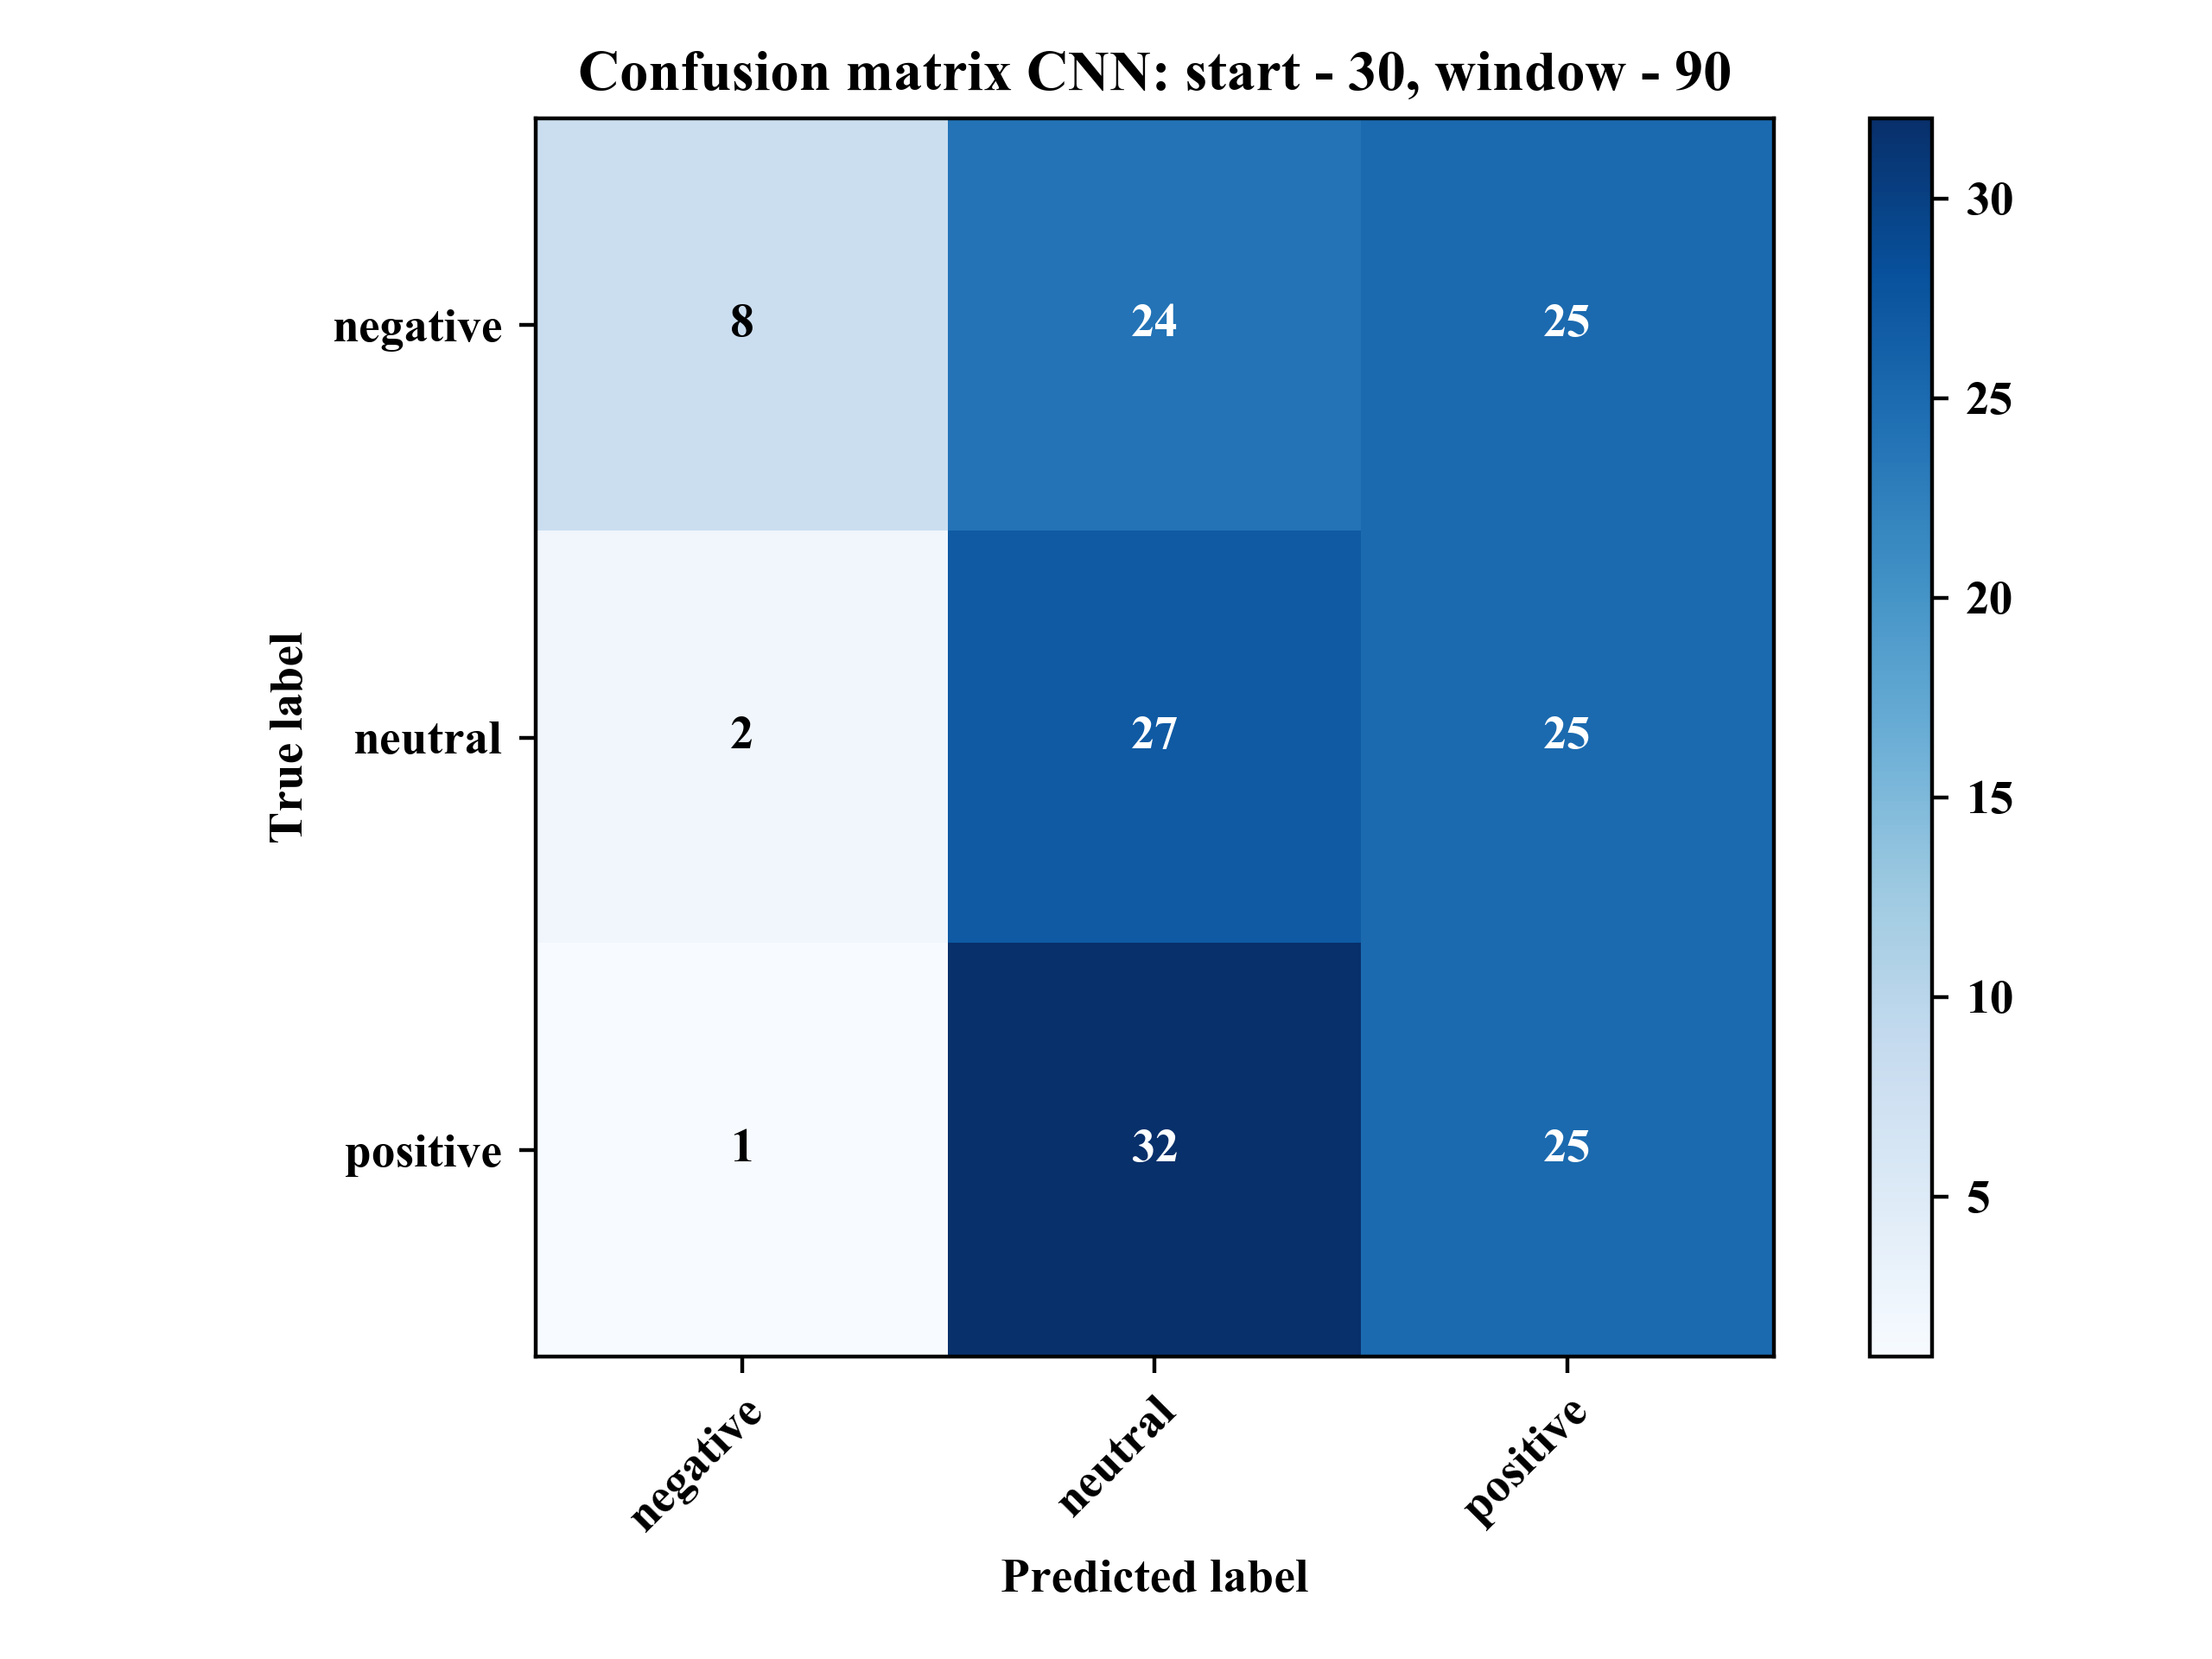 Confusion matrix CNN: start - 30, window - 90
True label
negative 8 24 25
neutral 2 27 25
positive 1 32 25
negative neutral positive
Predicted label
30
25
20
15
10
5